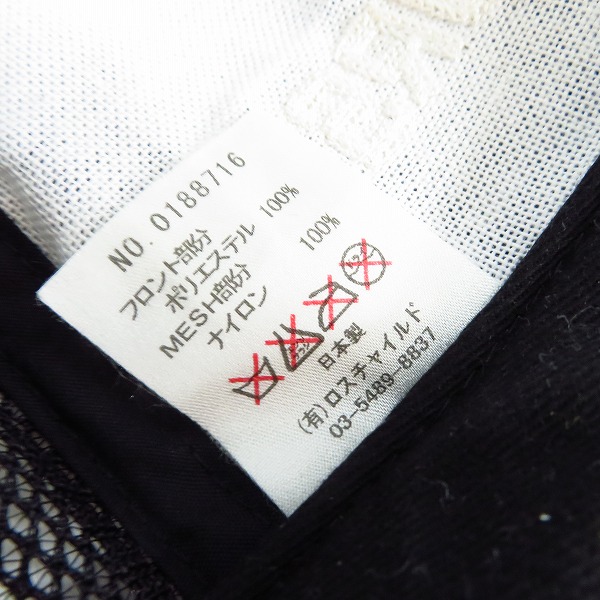 NO. 0188716
フロント部分
ポリエステル 100%
MESH部分
ナイロン 100%
日本製
(有)ロスチャイルド
03-5489-8837